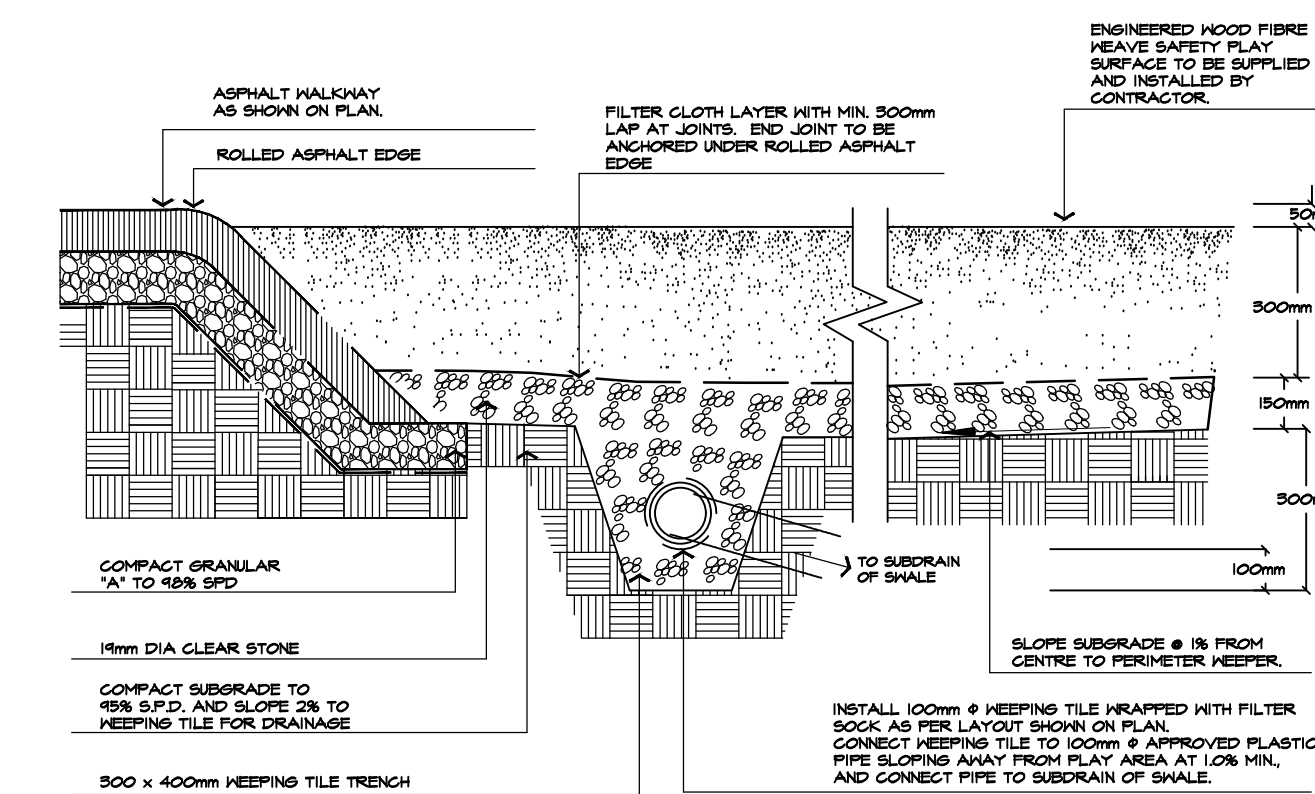 ENGINEERED WOOD FIBRE
WEAVE SAFETY PLAY
SURFACE TO BE SUPPLIED
AND INSTALLED BY
CONTRACTOR.
ASPHALT WALKWAY
AS SHOWN ON PLAN.
ROLLED ASPHALT EDGE
FILTER CLOTH LAYER WITH MIN. 300mm
LAP AT JOINTS. END JOINT TO BE
ANCHORED UNDER ROLLED ASPHALT
EDGE
300mm
150mm
100mm
TO SUBDRAIN
OF SWALE
COMPACT GRANULAR
"A" TO 98% SPD
19mm DIA CLEAR STONE
COMPACT SUBGRADE TO
95% S.P.D. AND SLOPE 2% TO
WEEPING TILE FOR DRAINAGE
300 x 400mm WEEPING TILE TRENCH
SLOPE SUBGRADE @ 1% FROM
CENTRE TO PERIMETER WEEPER.
INSTALL 100mm Φ WEEPING TILE WRAPPED WITH FILTER
SOCK AS PER LAYOUT SHOWN ON PLAN.
CONNECT WEEPING TILE TO 100mm Φ APPROVED PLASTIC
PIPE SLOPING AWAY FROM PLAY AREA AT 1.0% MIN.,
AND CONNECT PIPE TO SUBDRAIN OF SWALE.